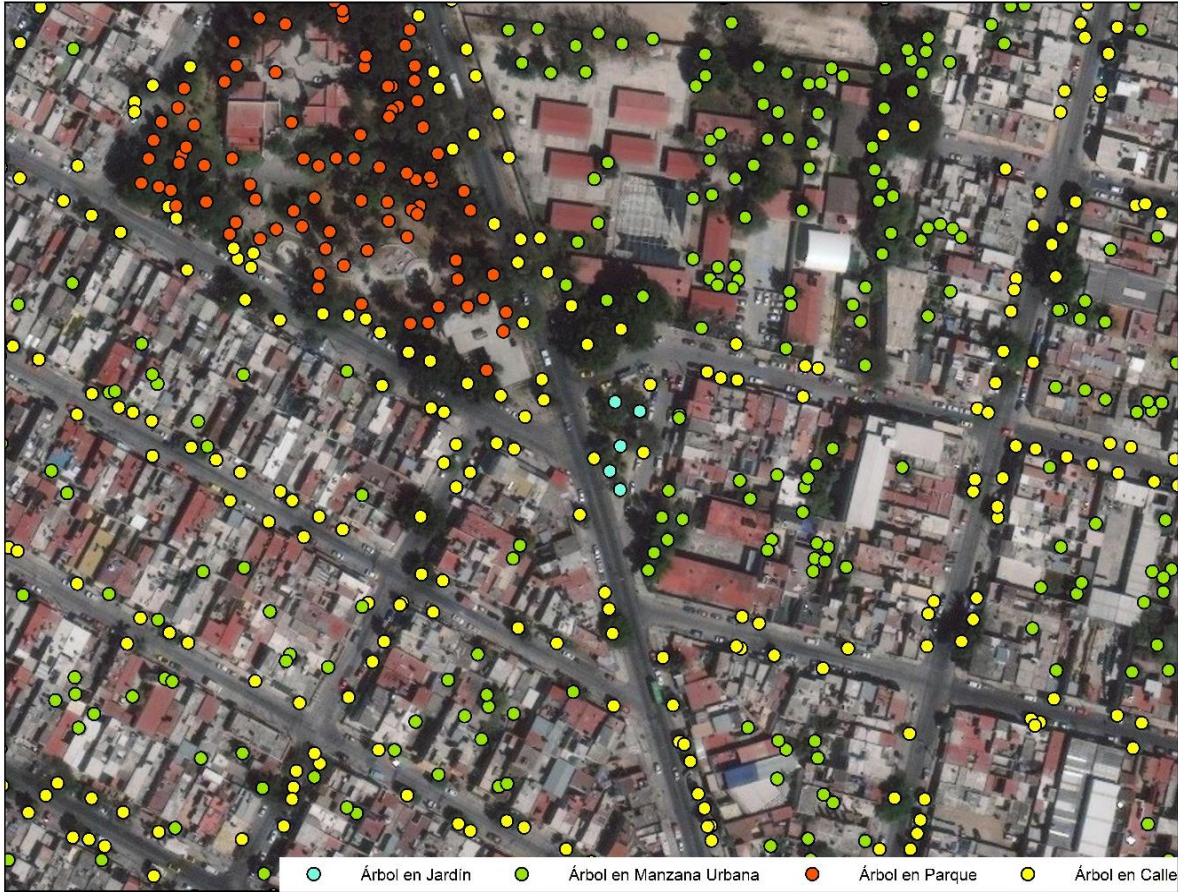 Árbol en Jardín
Árbol en Manzana Urbana
Árbol en Parque
Árbol en Calle